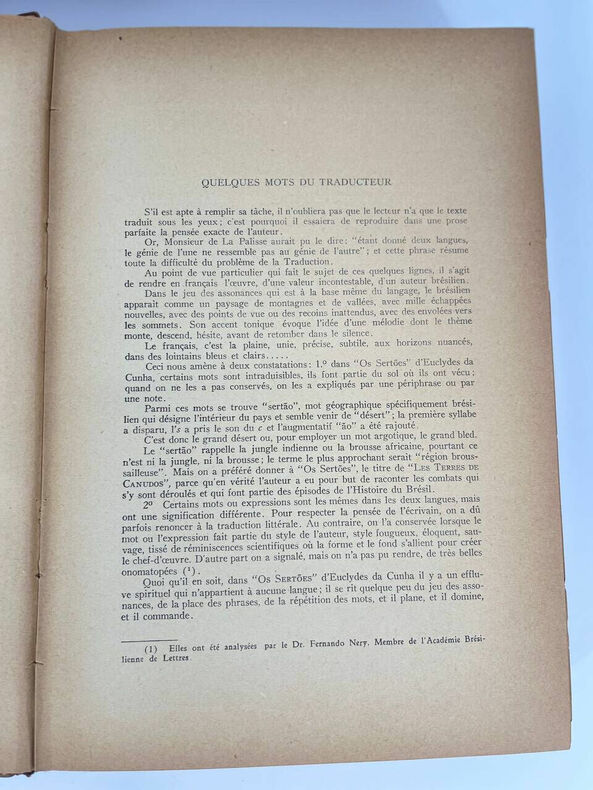 QUELQUES MOTS DU TRADUCTEUR
S'il est apte à remplir sa tâche, il n'oubliera pas que le lecteur n'a que le texte
traduit sous les yeux; c'est pourquoi il essaiera de reproduire dans une prose
parfaite la pensée exacte de l'auteur.
Or, Monsieur de La Palisse aurait pu le dire: "étant donné deux langues,
le génie de l'une ne ressemble pas au génie de l'autre"; et cette phrase résume
toute la difficulté du problème de la Traduction.
Au point de vue particulier qui fait le sujet de ces quelques lignes, il s'agit
de rendre en français l'œuvre, d'une valeur incontestable, d'un auteur brésilien.
Dans le jeu des assonances qui est à la base même du langage, le brésilien
apparait comme un paysage de montagnes et de vallées, avec mille échappées
nouvelles, avec des points de vue ou des recoins inattendus, avec des envolées vers
les sommets. Son accent tonique évoque l'idée d'une mélodie dont le thème
monte, descend, hésite, avant de retomber dans le silence.
Le français, c'est la plaine, unie, précise, subtile, aux horizons nuancés,
dans des lointains bleus et clairs.....
Ceci nous amène à deux constatations: 1.º dans "Os Sertões" d'Euclydes da
Cunha, certains mots sont intraduisibles, ils font partie du sol où ils ont vécu;
quand on ne les a pas conservés, on les a expliqués par une périphrase ou par
une note.
Parmi ces mots se trouve "sertão", mot géographique spécifiquement brési-
lien qui désigne l'intérieur du pays et semble venir de "désert"; la première syllabe
a disparu, l's a pris le son du c et l'augmentatif "ão" a été rajouté.
C'est donc le grand désert ou, pour employer un mot argotique, le grand bled.
Le "sertão" rappelle la jungle indienne ou la brousse africaine, pourtant ce
n'est ni la jungle, ni la brousse; le terme le plus approchant serait "région brous-
sailleuse". Mais on a préféré donner à "Os Sertões", le titre de "LES TERRES DE
CANUDOS", parce qu'en vérité l'auteur a eu pour but de raconter les combats qui
s'y sont déroulés et qui font partie des épisodes de l'Histoire du Brésil.
2º Certains mots ou expressions sont les mêmes dans les deux langues, mais
ont une signification différente. Pour respecter la pensée de l'écrivain, on a dû
parfois renoncer à la traduction littérale. Au contraire, on l'a conservée lorsque le
mot ou l'expression fait partie du style de l'auteur, style fougueux, éloquent, sau-
vage, tissé de réminiscences scientifiques où la forme et le fond s'allient pour créer
le chef-d'œuvre. D'autre part on a signalé, mais on n'a pas pu rendre, de très belles
onomatopées (1).
Quoi qu'il en soit, dans "OS SERTÕES" d'Euclydes da Cunha il y a un efflu-
ve spirituel qui n'appartient à aucune langue; il se rit quelque peu du jeu des asso-
nances, de la place des phrases, de la répétition des mots, et il plane, et il domine,
et il commande.
(1) Elles ont été analysées par le Dr. Fernando Nery. Membre de l'Académie Brési-
lienne de Lettres